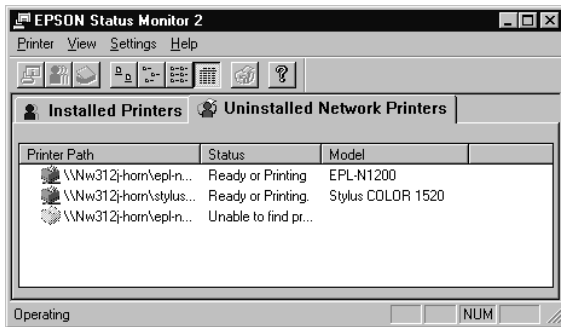 EPSON Status Monitor 2
Printer View Settings Help
Installed Printers Uninstalled Network Printers
Printer Path Status Model
\\Nw312j-horn\epl-n... Ready or Printing EPL-N1200
\\Nw312j-horn\stylus... Ready or Printing. Stylus COLOR 1520
\\Nw312j-horn\epl-n... Unable to find pr...
Operating NUM